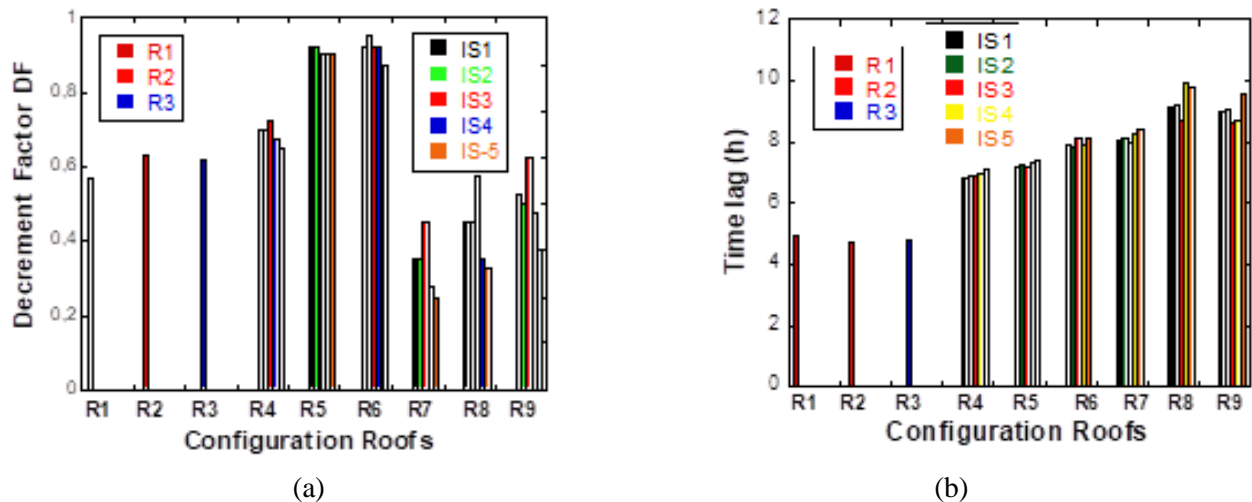 Decrement Factor DF
1
0,8
0,6
0,4
0,2
0
R1
R2
R3
IS1
IS2
IS3
IS4
IS-5
R1 R2 R3 R4 R5 R6 R7 R8 R9
Configuration Roofs
(a)
Time lag (h)
12
10
8
6
4
2
0
R1
R2
R3
IS1
IS2
IS3
IS4
IS5
R1 R2 R3 R4 R5 R6 R7 R8 R9
Configuration Roofs
(b)